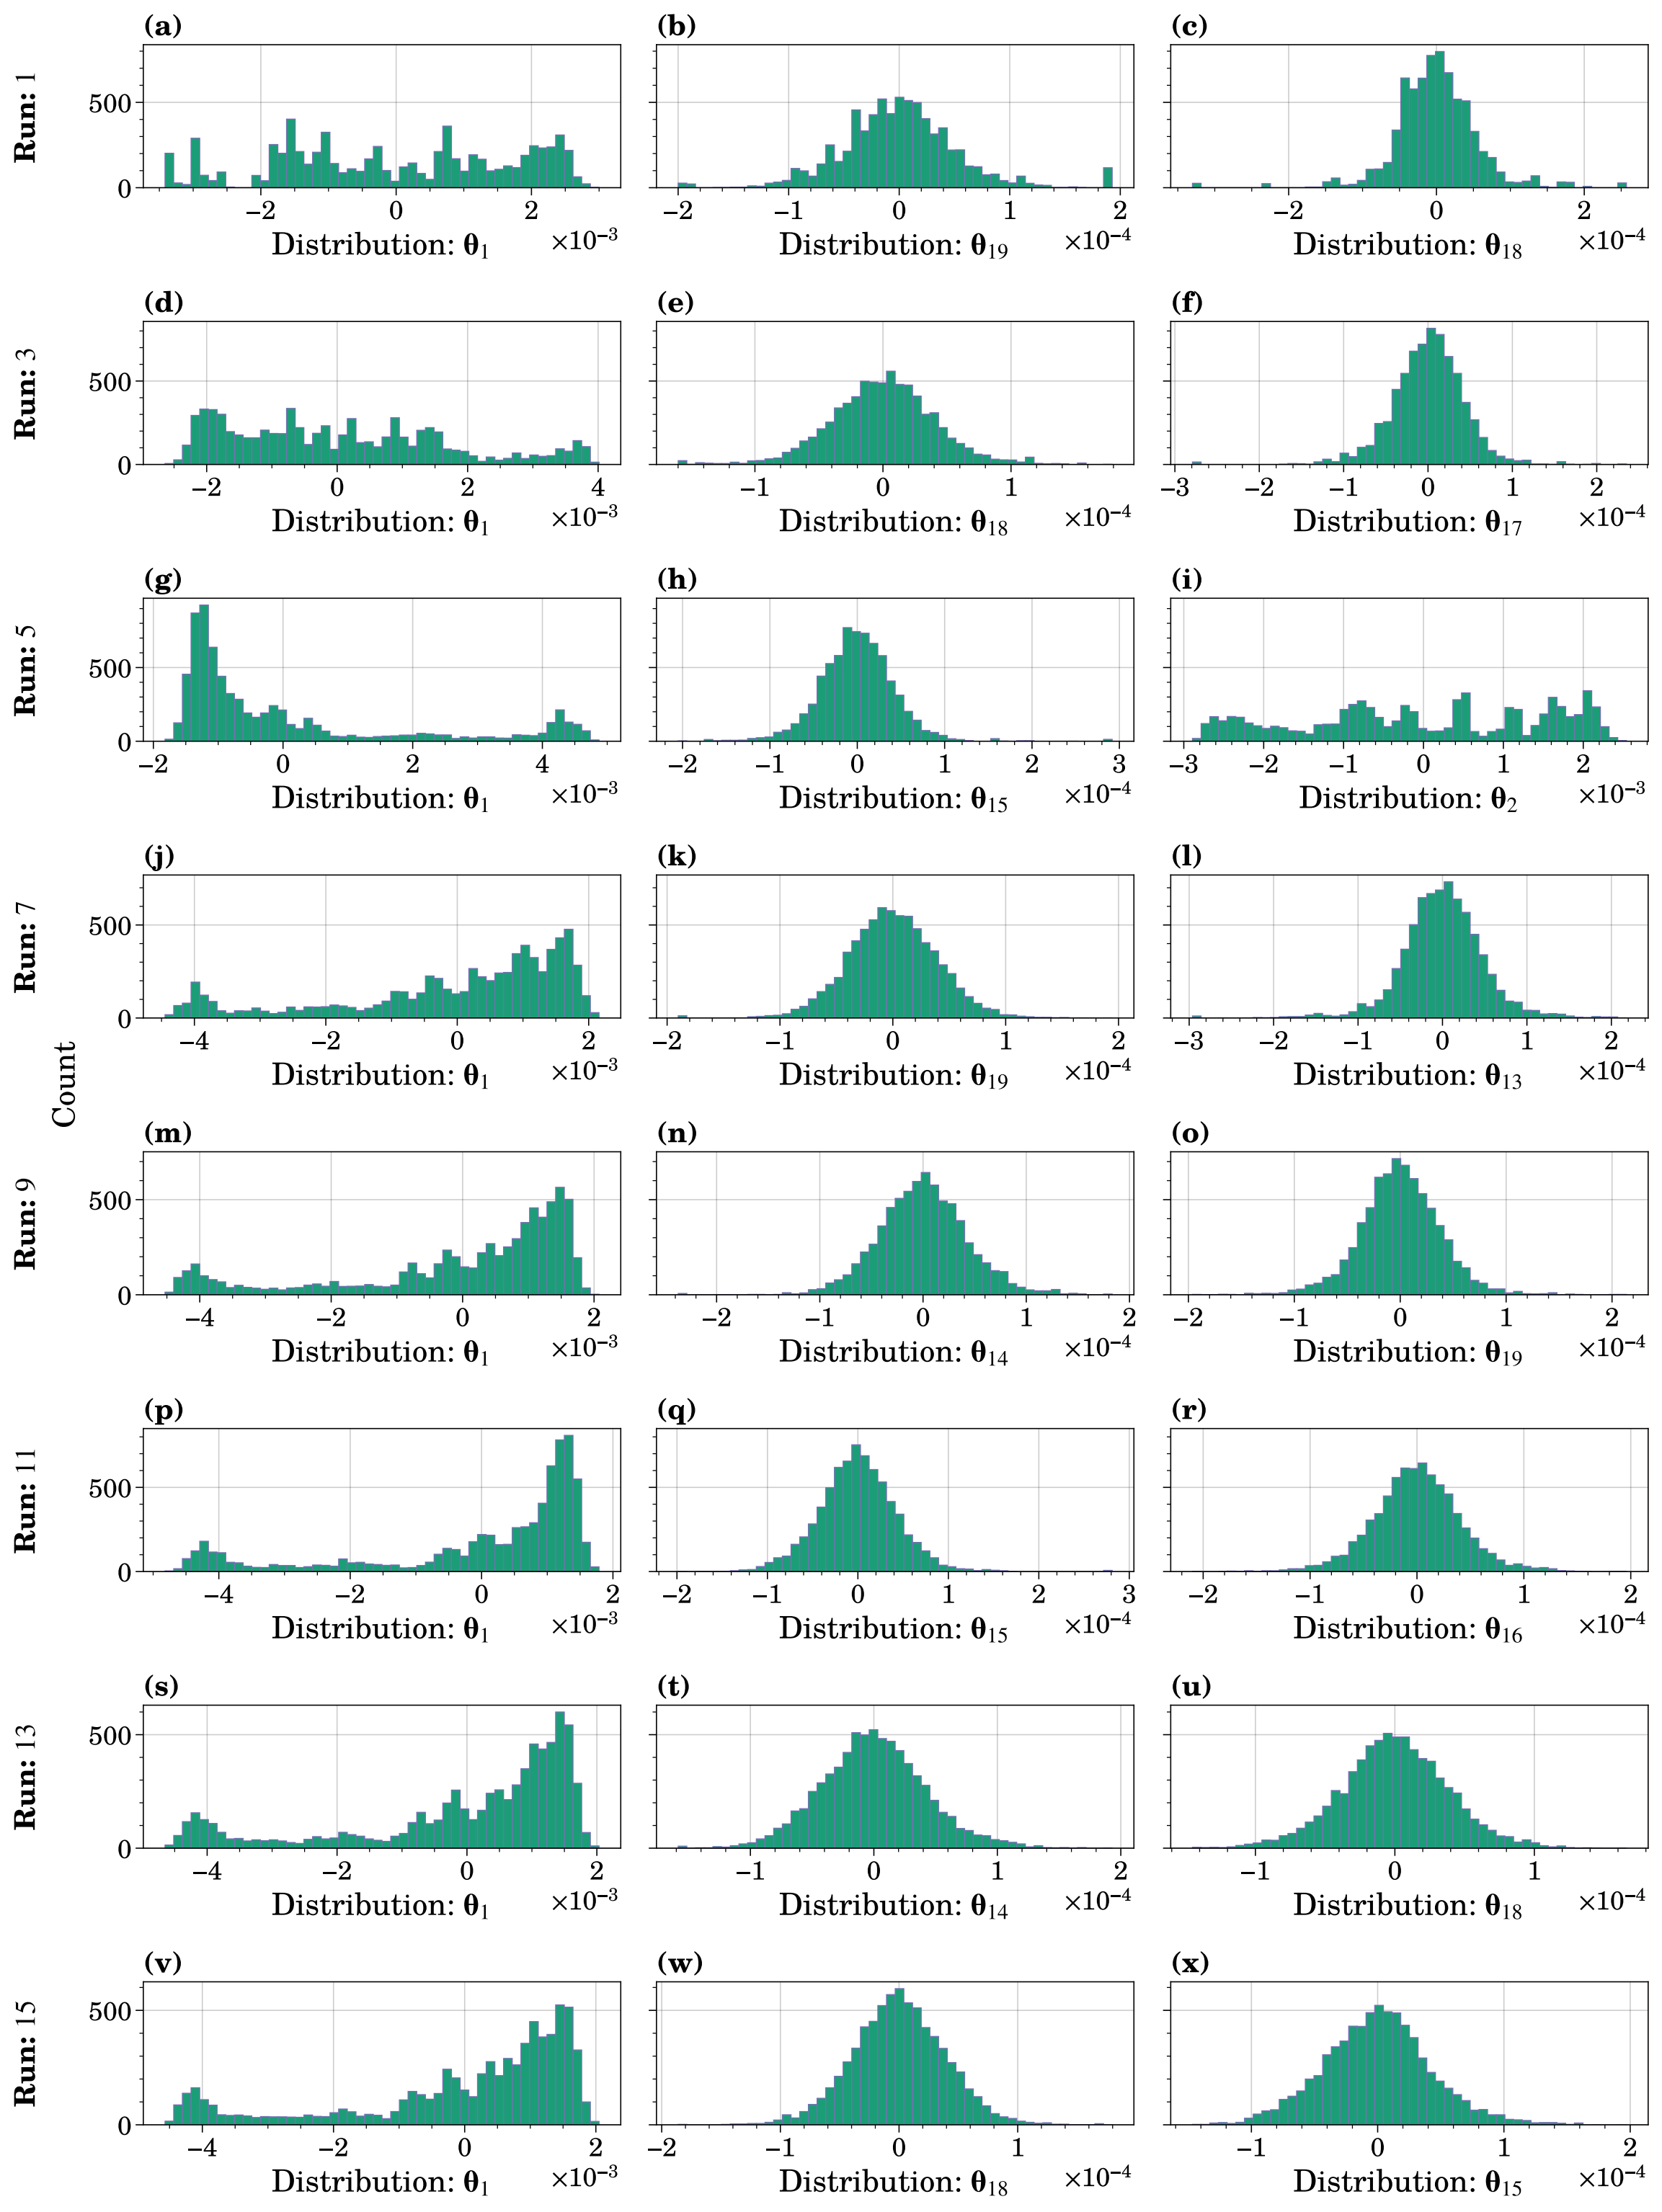 (a) (b) (c)
Run: 1
500
0
−2 0 2
×10⁻³
Distribution: θ₁
−2 −1 0 1 2
×10⁻⁴
Distribution: θ₁₉
−2 0 2
×10⁻⁴
Distribution: θ₁₈
(d) (e) (f)
Run: 3
500
0
−2 0 2 4
×10⁻³
Distribution: θ₁
−1 0 1
×10⁻⁴
Distribution: θ₁₈
−3 −2 −1 0 1 2
×10⁻⁴
Distribution: θ₁₇
(g) (h) (i)
Run: 5
500
0
−2 0 2 4
×10⁻³
Distribution: θ₁
−2 −1 0 1 2 3
×10⁻⁴
Distribution: θ₁₅
−3 −2 −1 0 1 2
×10⁻³
Distribution: θ₂
(j) (k) (l)
Run: 7
500
0
−4 −2 0 2
×10⁻³
Distribution: θ₁
−2 −1 0 1 2
×10⁻⁴
Distribution: θ₁₉
−3 −2 −1 0 1 2
×10⁻⁴
Distribution: θ₁₃
Count
(m) (n) (o)
Run: 9
500
0
−4 −2 0 2
×10⁻³
Distribution: θ₁
−2 −1 0 1 2
×10⁻⁴
Distribution: θ₁₄
−2 −1 0 1 2
×10⁻⁴
Distribution: θ₁₉
(p) (q) (r)
Run: 11
500
0
−4 −2 0 2
×10⁻³
Distribution: θ₁
−2 −1 0 1 2 3
×10⁻⁴
Distribution: θ₁₅
−2 −1 0 1 2
×10⁻⁴
Distribution: θ₁₆
(s) (t) (u)
Run: 13
500
0
−4 −2 0 2
×10⁻³
Distribution: θ₁
−1 0 1 2
×10⁻⁴
Distribution: θ₁₄
−1 0 1
×10⁻⁴
Distribution: θ₁₈
(v) (w) (x)
Run: 15
500
0
−4 −2 0 2
×10⁻³
Distribution: θ₁
−2 −1 0 1
×10⁻⁴
Distribution: θ₁₈
−1 0 1 2
×10⁻⁴
Distribution: θ₁₅